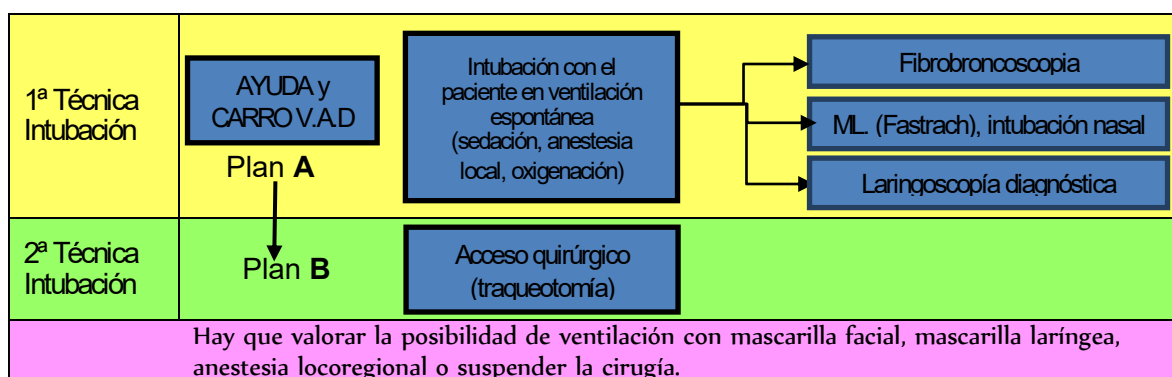 1ª Técnica
Intubación
AYUDA y
CARRO V.A.D
Plan A
Intubación con el
paciente en ventilación
espontánea
(sedación, anestesia
local, oxigenación)
Fibrobroncoscopia
ML. (Fastrach), intubación nasal
Laringoscopía diagnóstica
2ª Técnica
Intubación
Plan B
Acceso quirúrgico
(traqueotomía)
Hay que valorar la posibilidad de ventilación con mascarilla facial, mascarilla laríngea,
anestesia locoregional o suspender la cirugía.